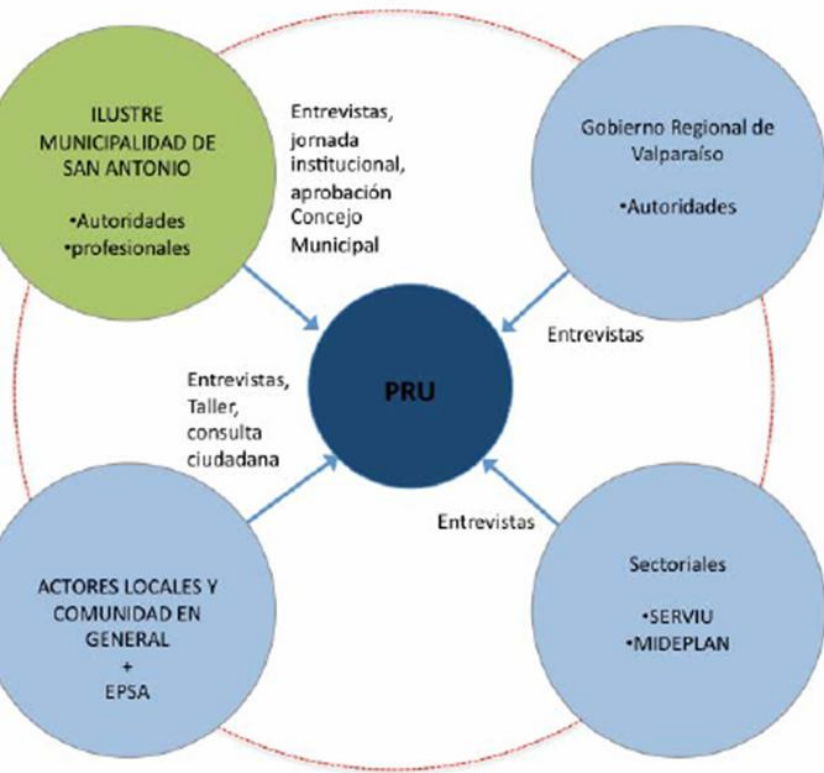 ILUSTRE
MUNICIPALIDAD DE
SAN ANTONIO
•Autoridades
•profesionales
Entrevistas,
jornada
institucional,
aprobación
Concejo
Municipal
Gobierno Regional de
Valparaíso
•Autoridades
Entrevistas
PRU
Entrevistas,
Taller,
consulta
ciudadana
Entrevistas
ACTORES LOCALES Y
COMUNIDAD EN
GENERAL
+
EPSA
Sectoriales
•SERVIU
•MIDEPLAN